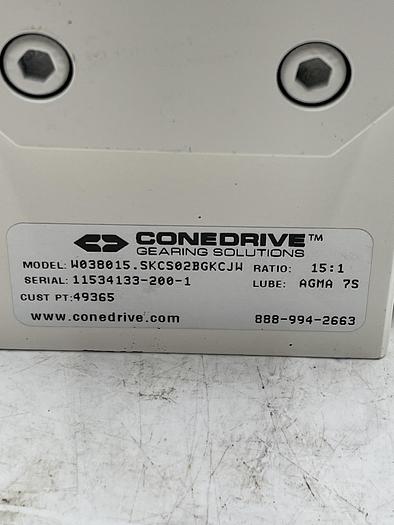 CONEDRIVE™
GEARING SOLUTIONS
MODEL: W038015.SKCS02BGKCJW RATIO: 15:1
SERIAL: 11534133-200-1 LUBE: AGMA 7S
CUST PT:49365
www.conedrive.com 888-994-2663